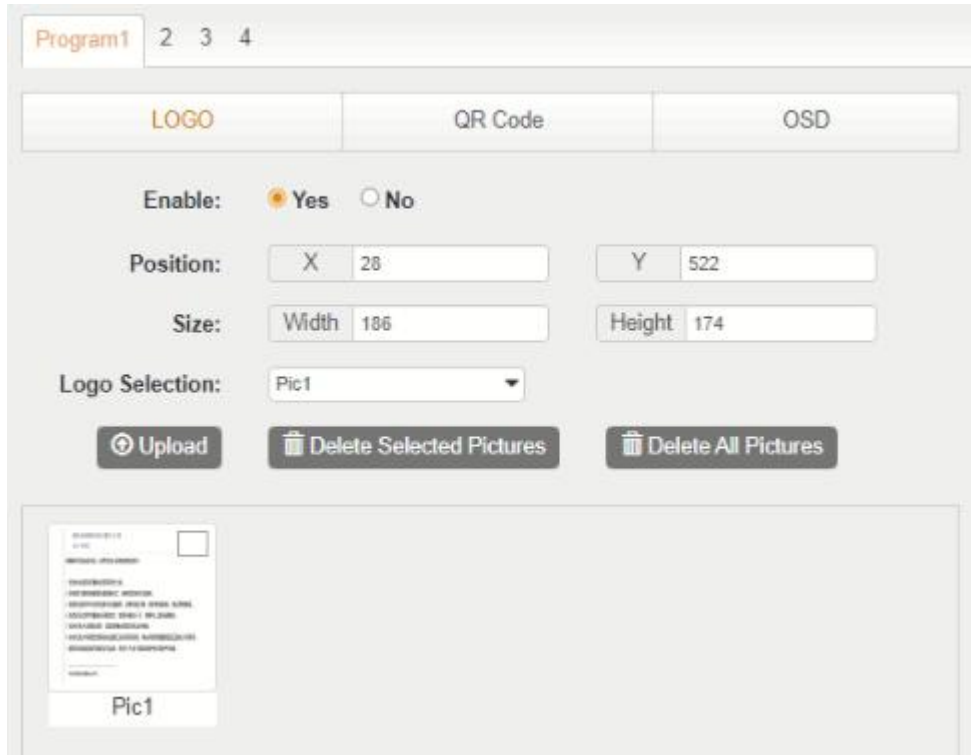 Program1 2 3 4
LOGO QR Code OSD
Enable: Yes No
Position: X 28 Y 522
Size: Width 186 Height 174
Logo Selection: Pic1
Upload Delete Selected Pictures Delete All Pictures
Pic1